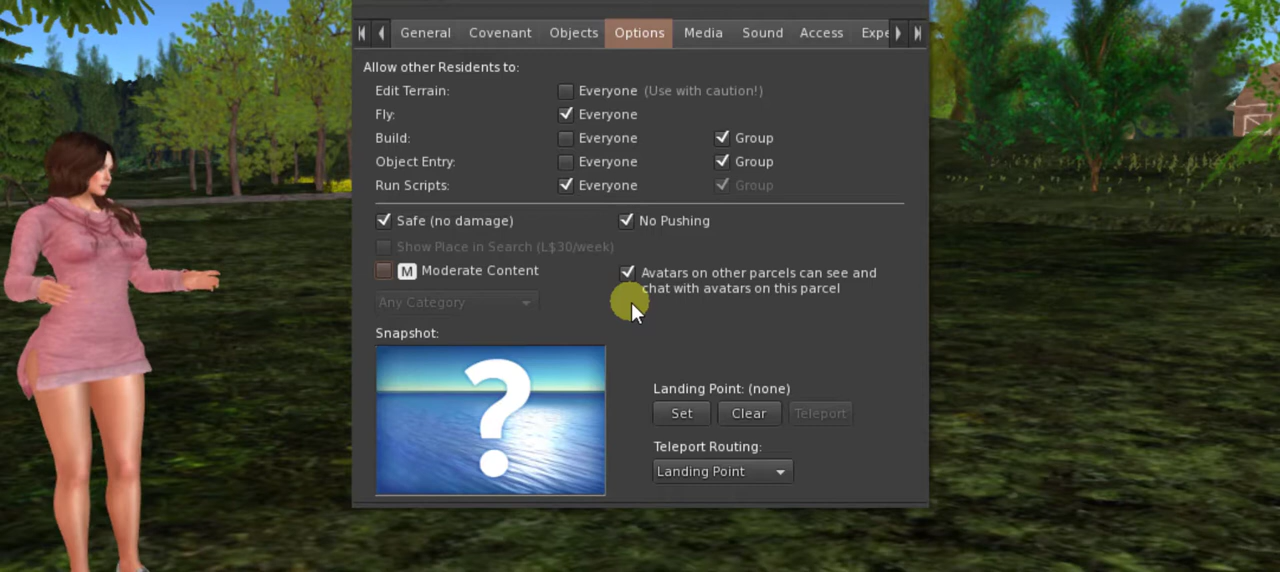 General Covenant Objects Options Media Sound Access Expe
Allow other Residents to:
Edit Terrain: Everyone (Use with caution!)
Fly: Everyone
Build: Everyone Group
Object Entry: Everyone Group
Run Scripts: Everyone Group
Safe (no damage) No Pushing
Show Place in Search (L$30/week)
M Moderate Content
Avatars on other parcels can see and
chat with avatars on this parcel
Any Category
Snapshot:
?
Landing Point: (none)
Set Clear Teleport
Teleport Routing:
Landing Point